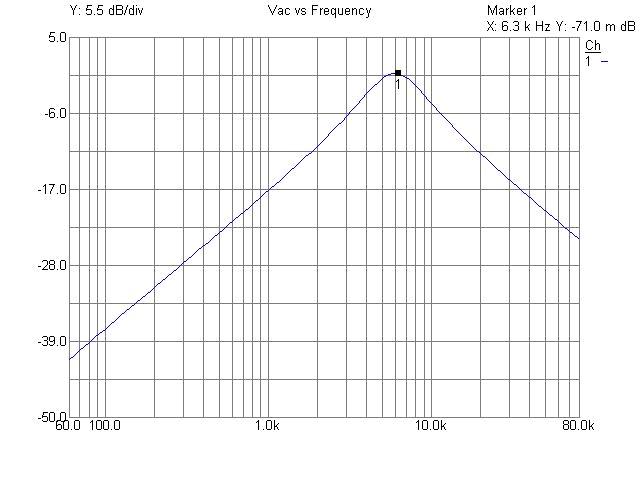 Y: 5.5 dB/div Vac vs Frequency Marker 1
X: 6.3 k Hz Y: -71.0 m dB
Ch
1
5.0
-6.0
-17.0
-28.0
-39.0
-50.0
1
60.0 100.0 1.0k 10.0k 80.0k